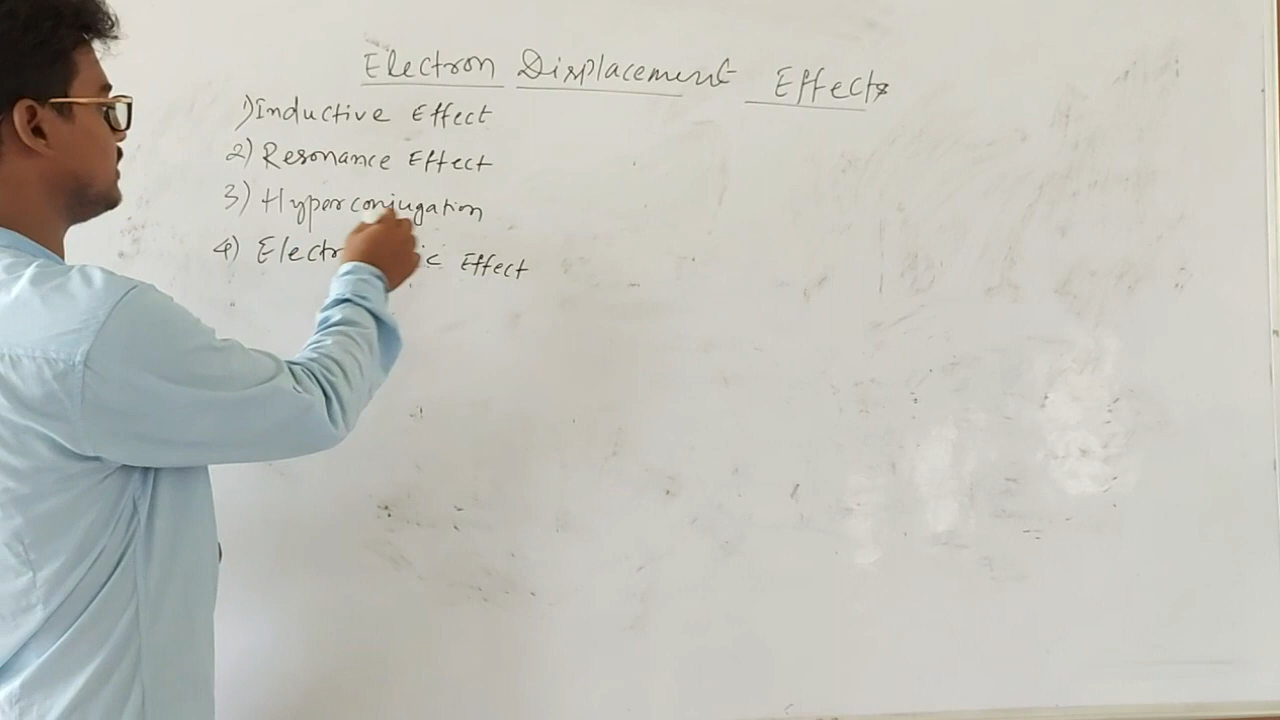 Electron Displacement Effects
1) Inductive Effect
2) Resonance Effect
3) Hyperconjugation
4) Effect